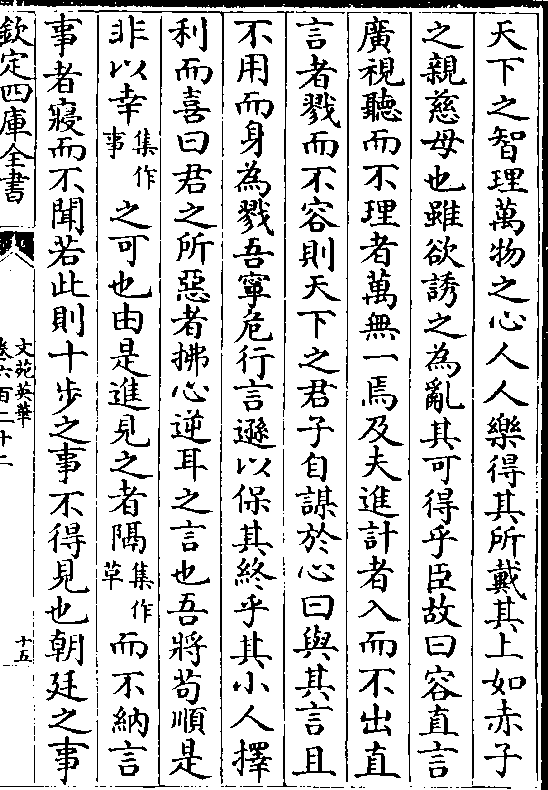 天下之智理萬物之心人人樂得其所戴其上如赤子
之親慈母也雖欲誘之為亂其可得乎臣故曰容直言
廣視聽而不理者萬無一焉及夫進計者入而不出直
言者戮而不容則天下之君子自謀於心曰與其言且
不用而身為戮吾寧危行言遜以保其終乎其小人擇
利而喜曰君之所惡者拂心逆耳之言也吾將苟順是
非以幸集作事之可也由是進見之者隔集作草而不納言
事者寢而不聞若此則十步之事不得見也朝廷之事
欽定四庫全書
文苑英華
卷六百二十二
十五